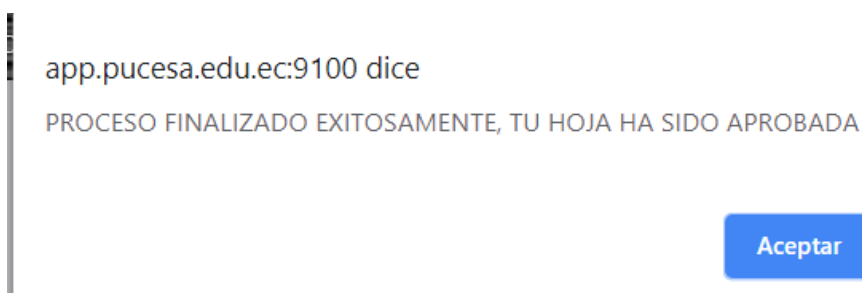 app.pucesa.edu.ec:9100 dice
PROCESO FINALIZADO EXITOSAMENTE, TU HOJA HA SIDO APROBADA
Aceptar